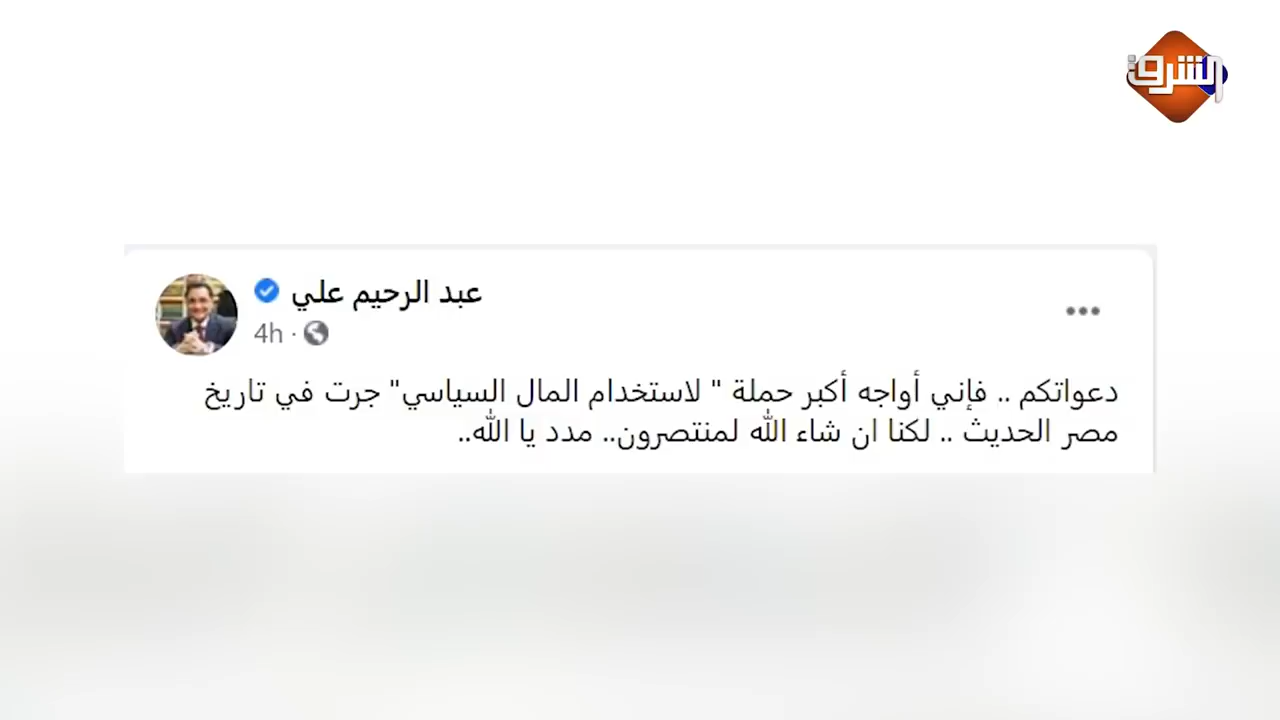 الشرق
عبد الرحيم علي
4h ·
دعواتكم .. فإني أواجه أكبر حملة " لاستخدام المال السياسي" جرت في تاريخ
مصر الحديث .. لكنا ان شاء الله لمنتصرون.. مدد يا الله..